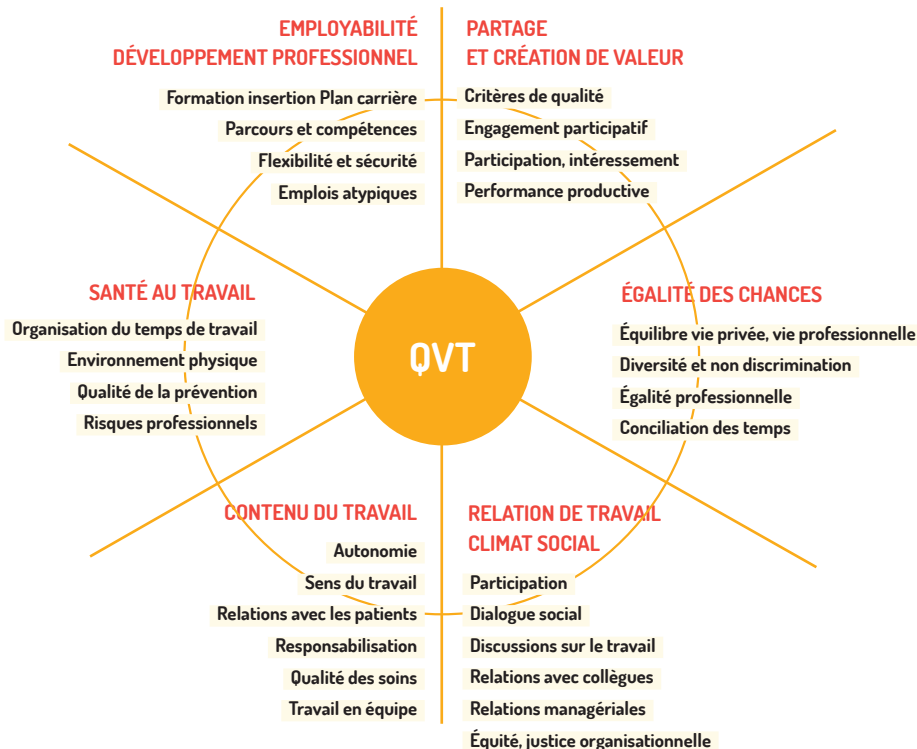 EMPLOYABILITÉ
DÉVELOPPEMENT PROFESSIONNEL
Formation insertion Plan carrière
Parcours et compétences
Flexibilité et sécurité
Emplois atypiques
PARTAGE
ET CRÉATION DE VALEUR
Critères de qualité
Engagement participatif
Participation, intéressement
Performance productive
SANTÉ AU TRAVAIL
Organisation du temps de travail
Environnement physique
Qualité de la prévention
Risques professionnels
QVT
ÉGALITÉ DES CHANCES
Équilibre vie privée, vie professionnelle
Diversité et non discrimination
Égalité professionnelle
Conciliation des temps
CONTENU DU TRAVAIL
Autonomie
Sens du travail
Relations avec les patients
Responsabilisation
Qualité des soins
Travail en équipe
RELATION DE TRAVAIL
CLIMAT SOCIAL
Participation
Dialogue social
Discussions sur le travail
Relations avec collègues
Relations managériales
Équité, justice organisationnelle